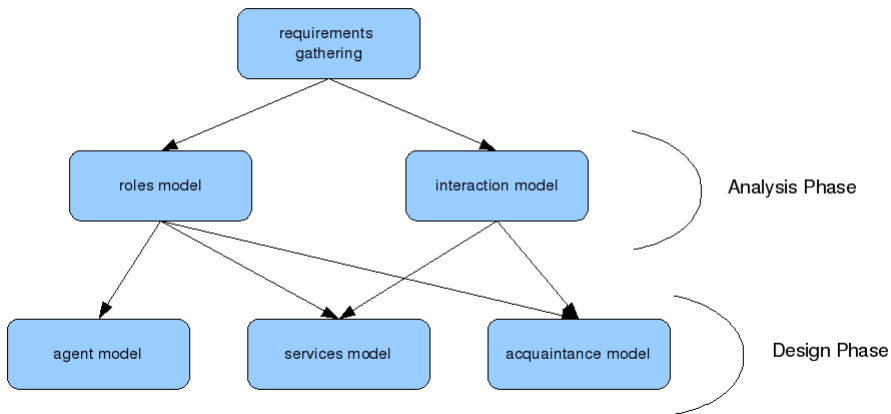 requirements
gathering
roles model
interaction model
Analysis Phase
agent model
services model
acquaintance model
Design Phase